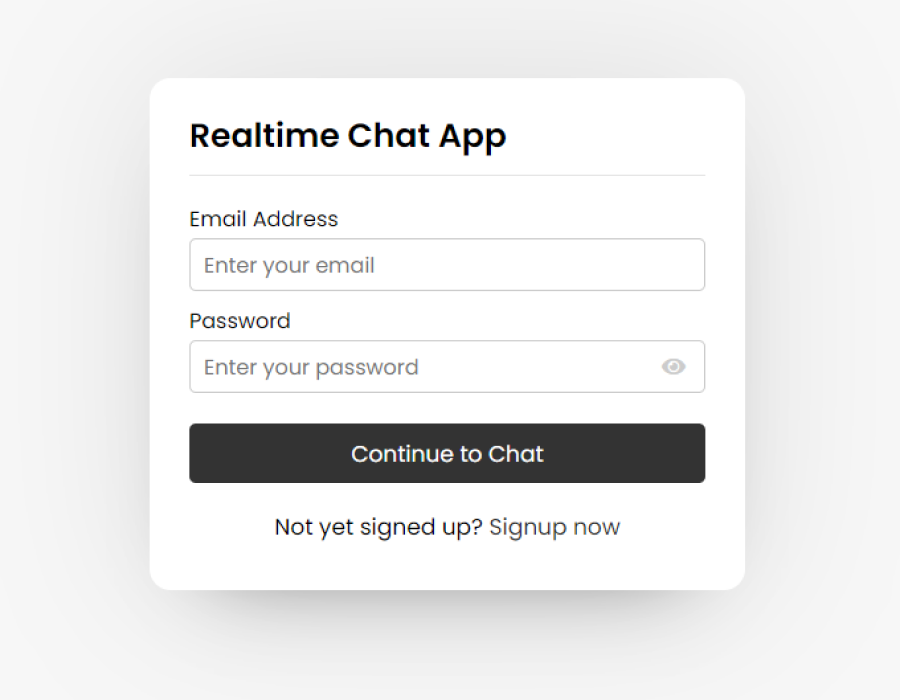 Realtime Chat App
Email Address
Enter your email
Password
Enter your password
Continue to Chat
Not yet signed up? Signup now